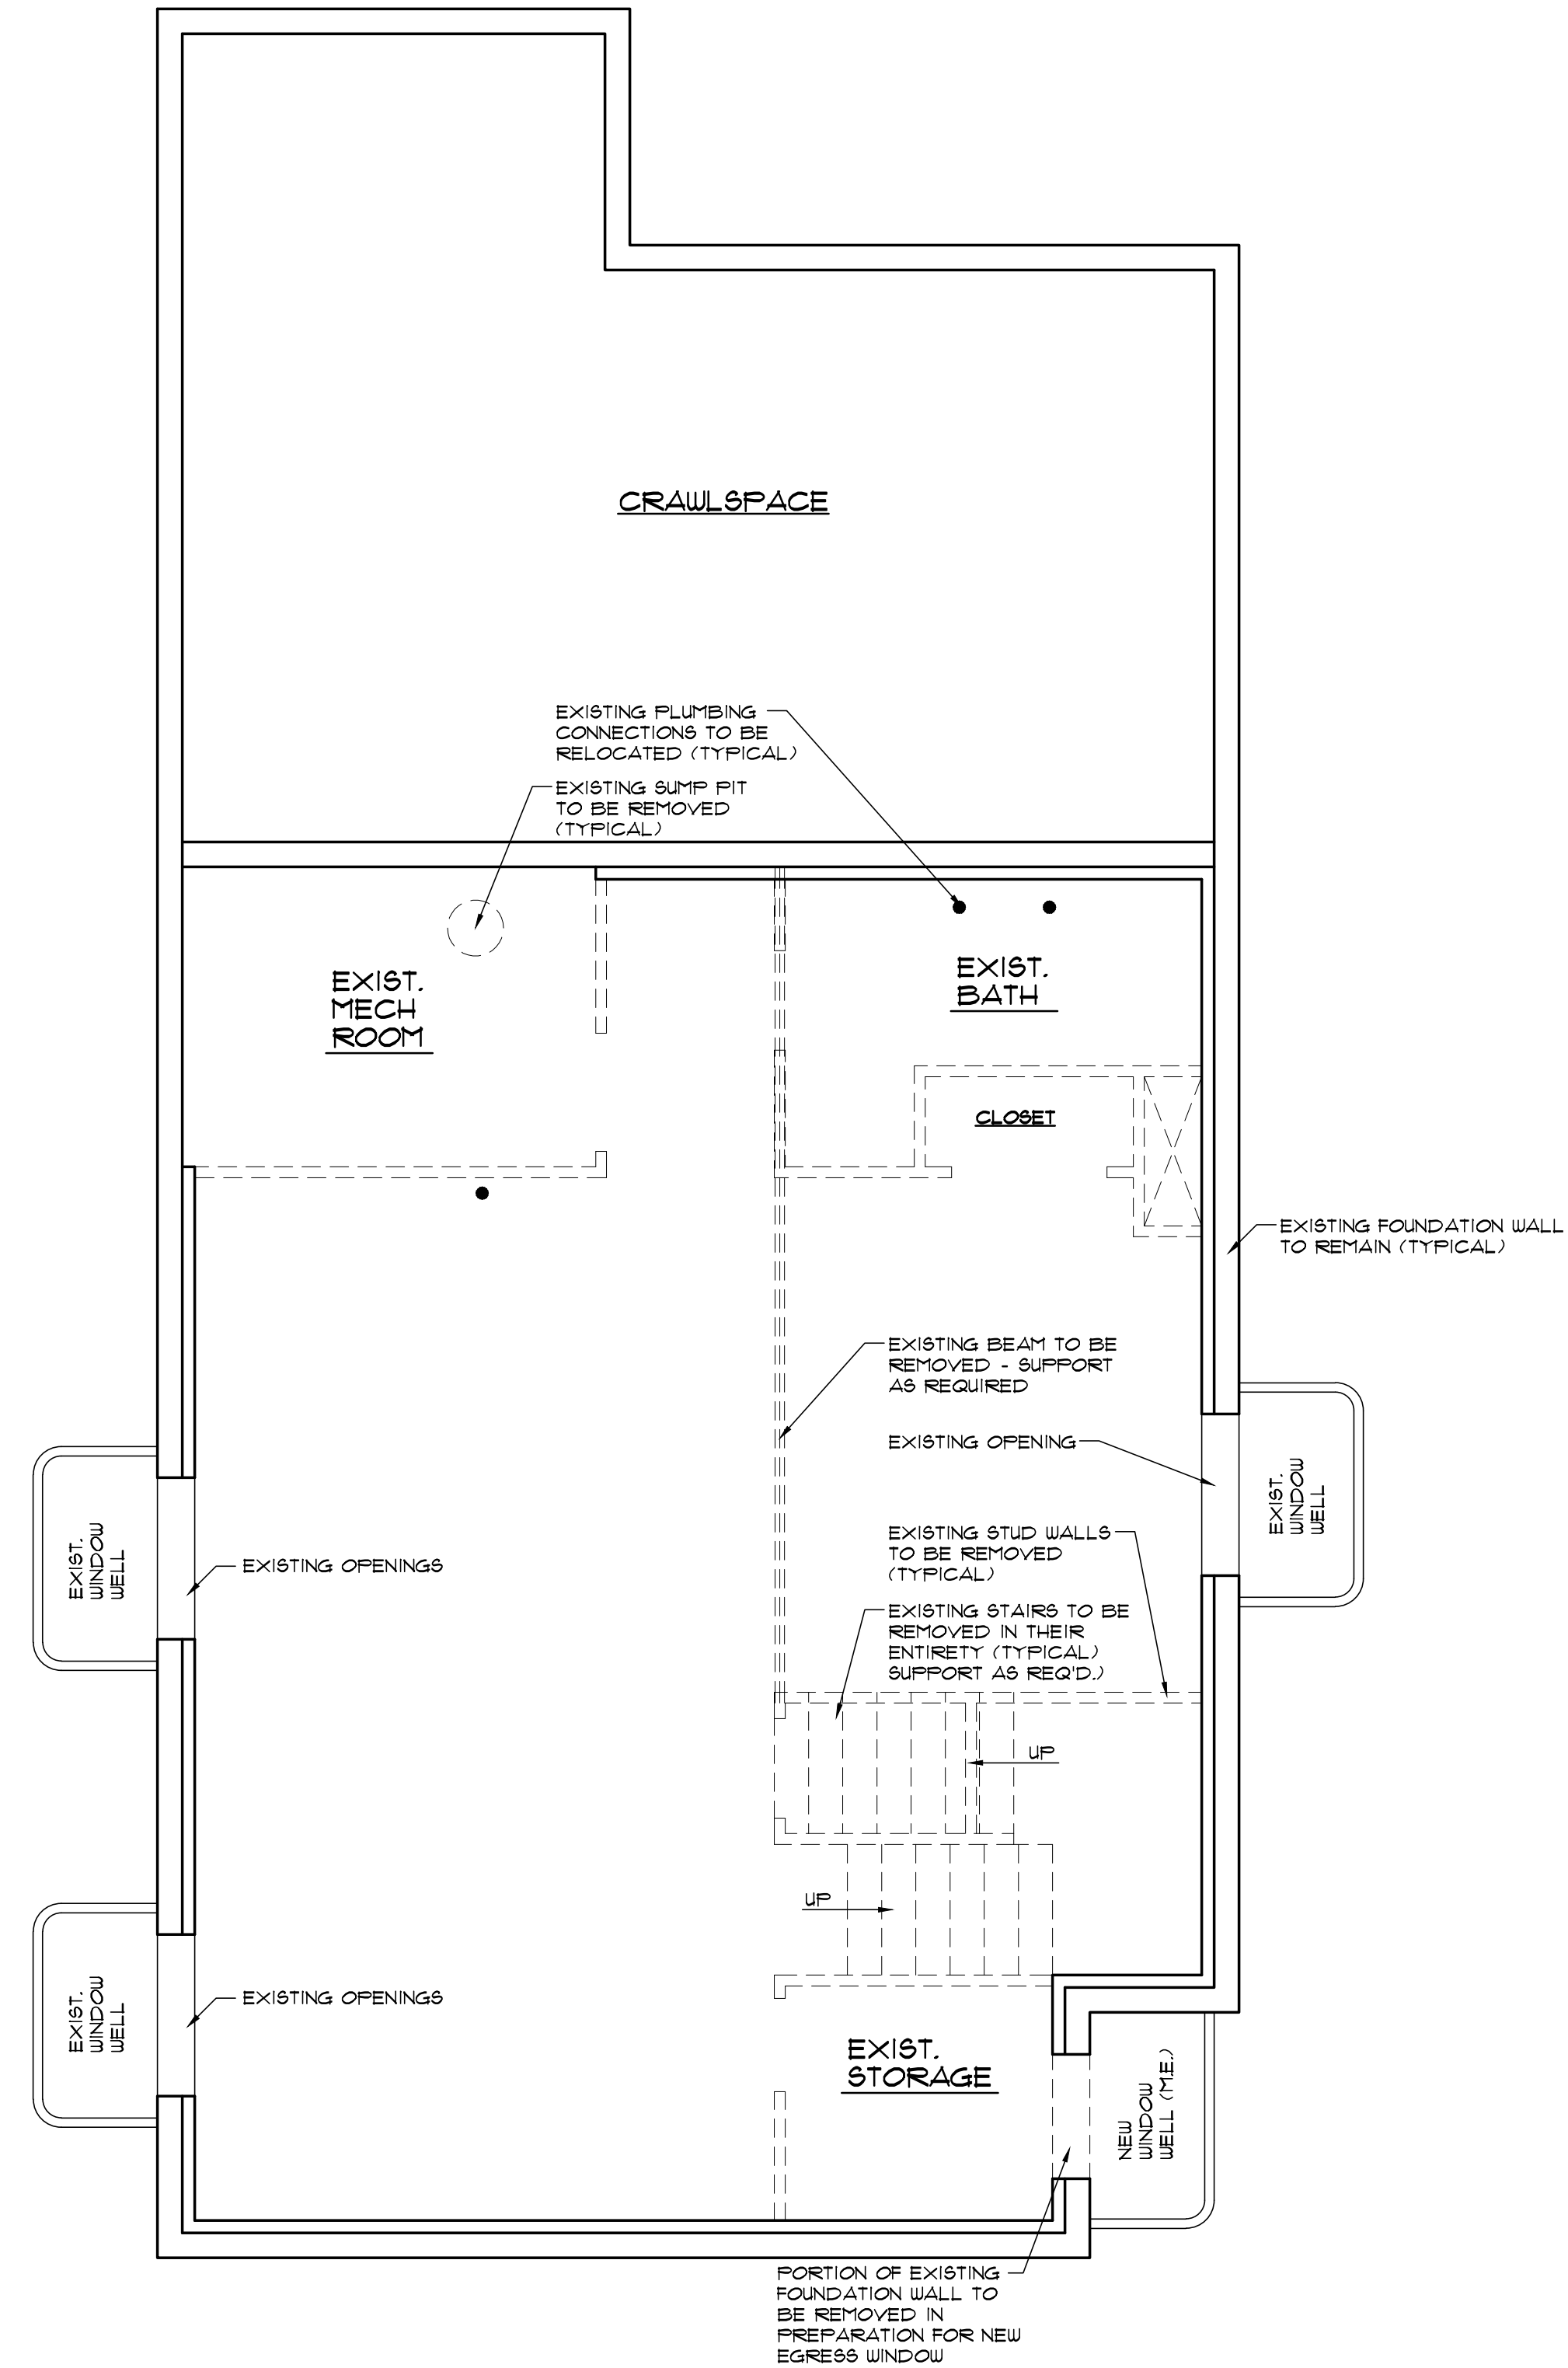 CRAWLSPACE
EXISTING PLUMBING
CONNECTIONS TO BE
RELOCATED (TYPICAL)
EXISTING SUMP PIT
TO BE REMOVED
(TYPICAL)
EXIST.
MECH
ROOM
EXIST.
BATH
CLOSET
EXISTING FOUNDATION WALL
TO REMAIN (TYPICAL)
EXISTING BEAM TO BE
REMOVED - SUPPORT
AS REQUIRED
EXISTING OPENING
EXIST.
WINDOW
WELL
EXISTING STUD WALLS
TO BE REMOVED
(TYPICAL)
EXIST.
WINDOW
WELL
EXISTING OPENINGS
EXISTING STAIRS TO BE
REMOVED IN THEIR
ENTIRETY (TYPICAL)
SUPPORT AS REQ'D.)
UP
UP
EXIST.
WINDOW
WELL
EXISTING OPENINGS
EXIST.
STORAGE
NEW
WINDOW
WELL (M.E.)
PORTION OF EXISTING
FOUNDATION WALL TO
BE REMOVED IN
PREPARATION FOR NEW
EGRESS WINDOW